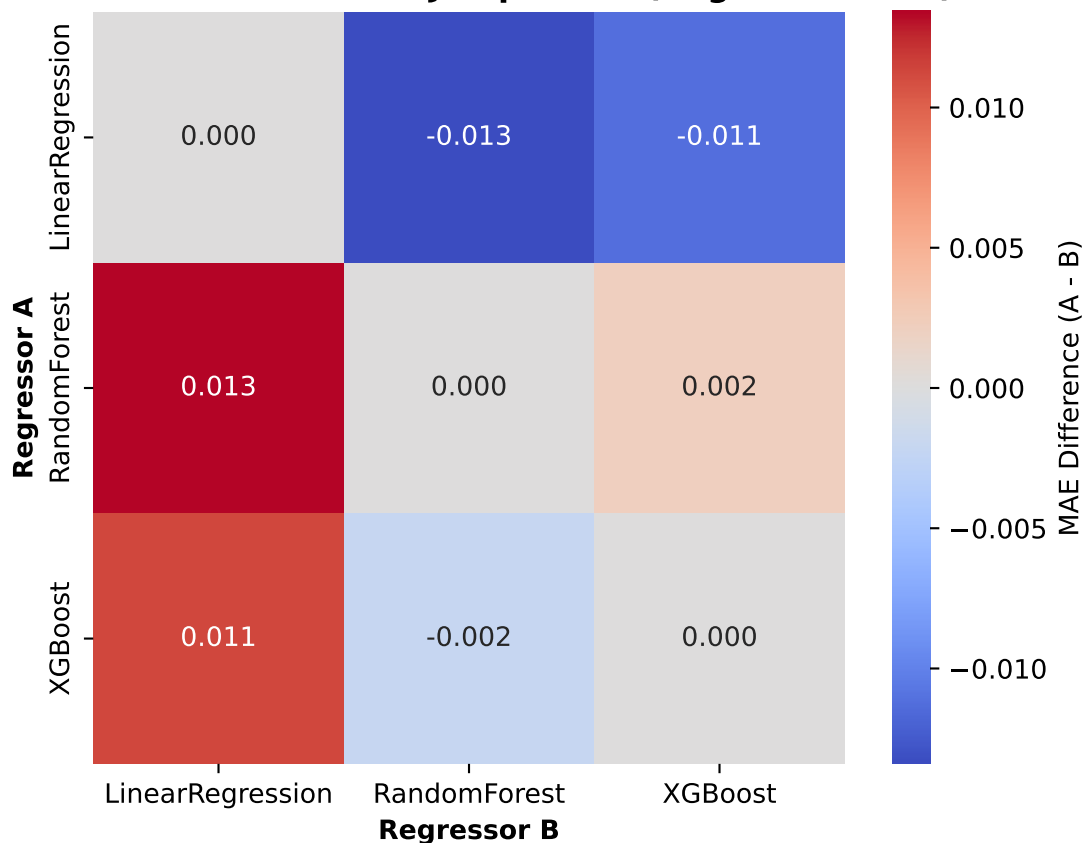 LinearRegression
0.000
-0.013
-0.011
0.010
0.005
Regressor A
RandomForest
0.013
0.000
0.002
0.000
MAE Difference (A - B)
−0.005
XGBoost
0.011
-0.002
0.000
−0.010
LinearRegression
RandomForest
XGBoost
Regressor B